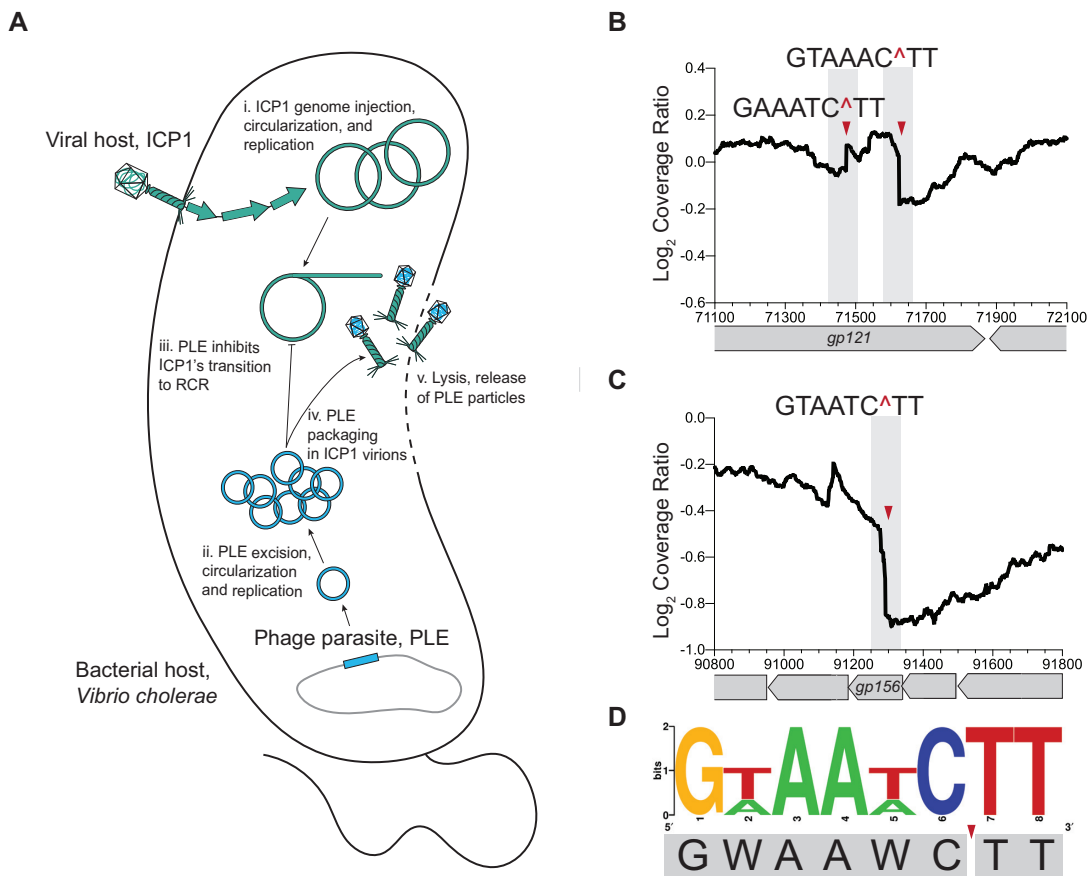 A
Viral host, ICP1
i. ICP1 genome injection,
circularization, and
replication
iii. PLE inhibits
ICP1's transition
to RCR
v. Lysis, release
of PLE particles
iv. PLE
packaging
in ICP1 virions
ii. PLE excision,
circularization
and replication
Phage parasite, PLE
Bacterial host,
Vibrio cholerae
B
GTAAAC^TT
GAAATC^TT
Log2 Coverage Ratio
0.4
0.2
0.0
-0.2
-0.4
-0.6
71100 71300 71500 71700 71900 72100
gp121
C
GTAATC^TT
Log2 Coverage Ratio
0.0
-0.2
-0.4
-0.6
-0.8
-1.0
90800 91000 91200 91400 91600 91800
gp156
D
bits
2
1
0
GTAATCTT
A A
1 2 3 4 5 6 7 8
5′ 3′
G W A A W C T T